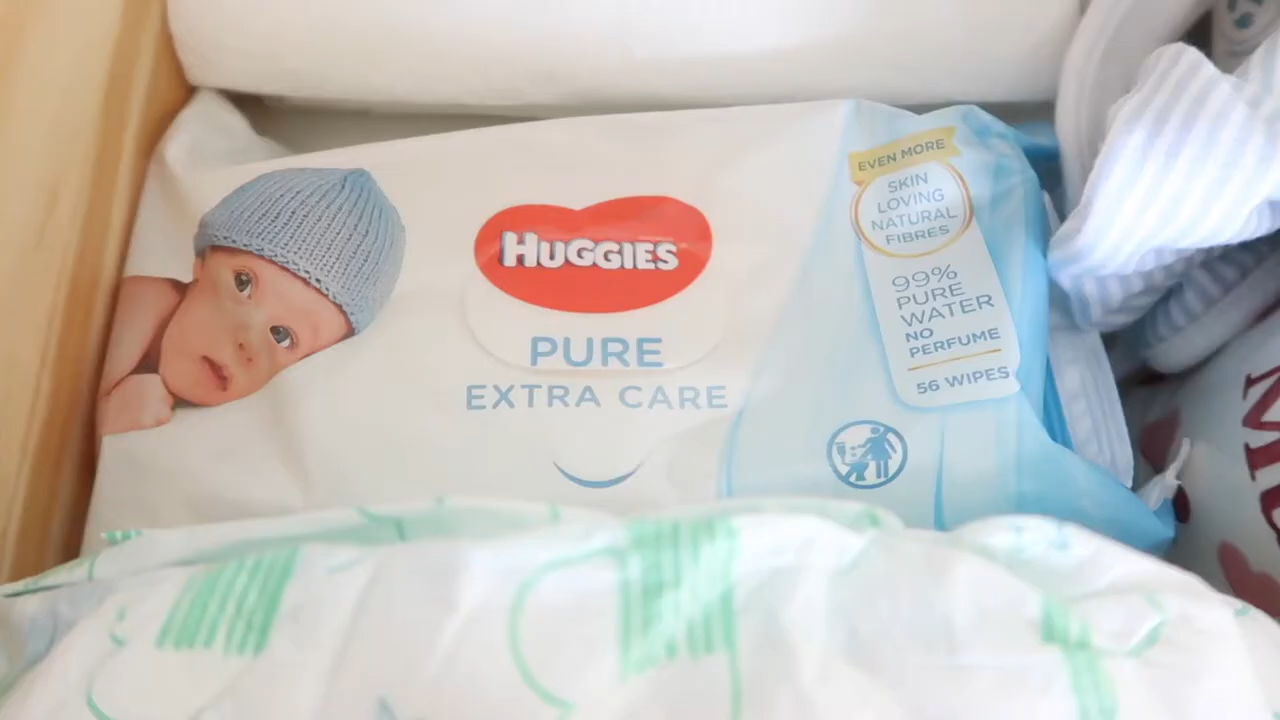 HUGGIES
PURE
EXTRA CARE
EVEN MORE
SKIN
LOVING
NATURAL
FIBRES
99%
PURE
WATER
NO
PERFUME
56 WIPES